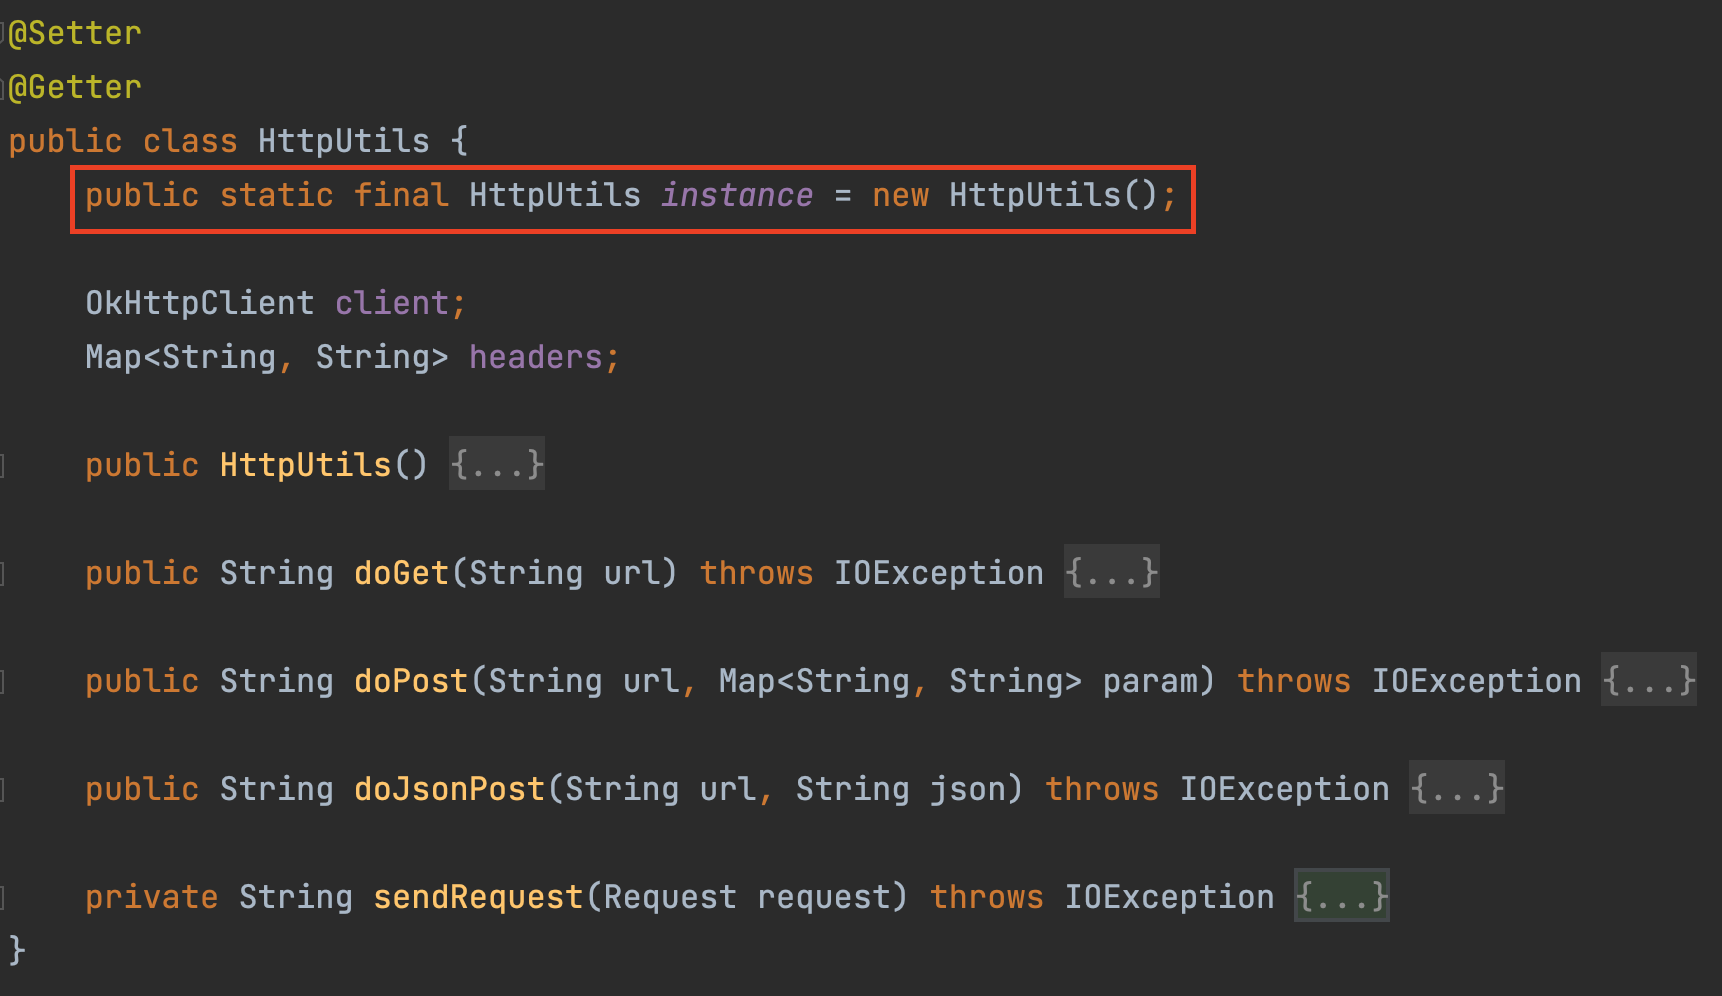 @Setter
@Getter
public class HttpUtils {
    public static final HttpUtils instance = new HttpUtils();
    OkHttpClient client;
    Map<String, String> headers;
    public HttpUtils() {...}
    public String doGet(String url) throws IOException {...}
    public String doPost(String url, Map<String, String> param) throws IOException {...}
    public String doJsonPost(String url, String json) throws IOException {...}
    private String sendRequest(Request request) throws IOException {...}
}